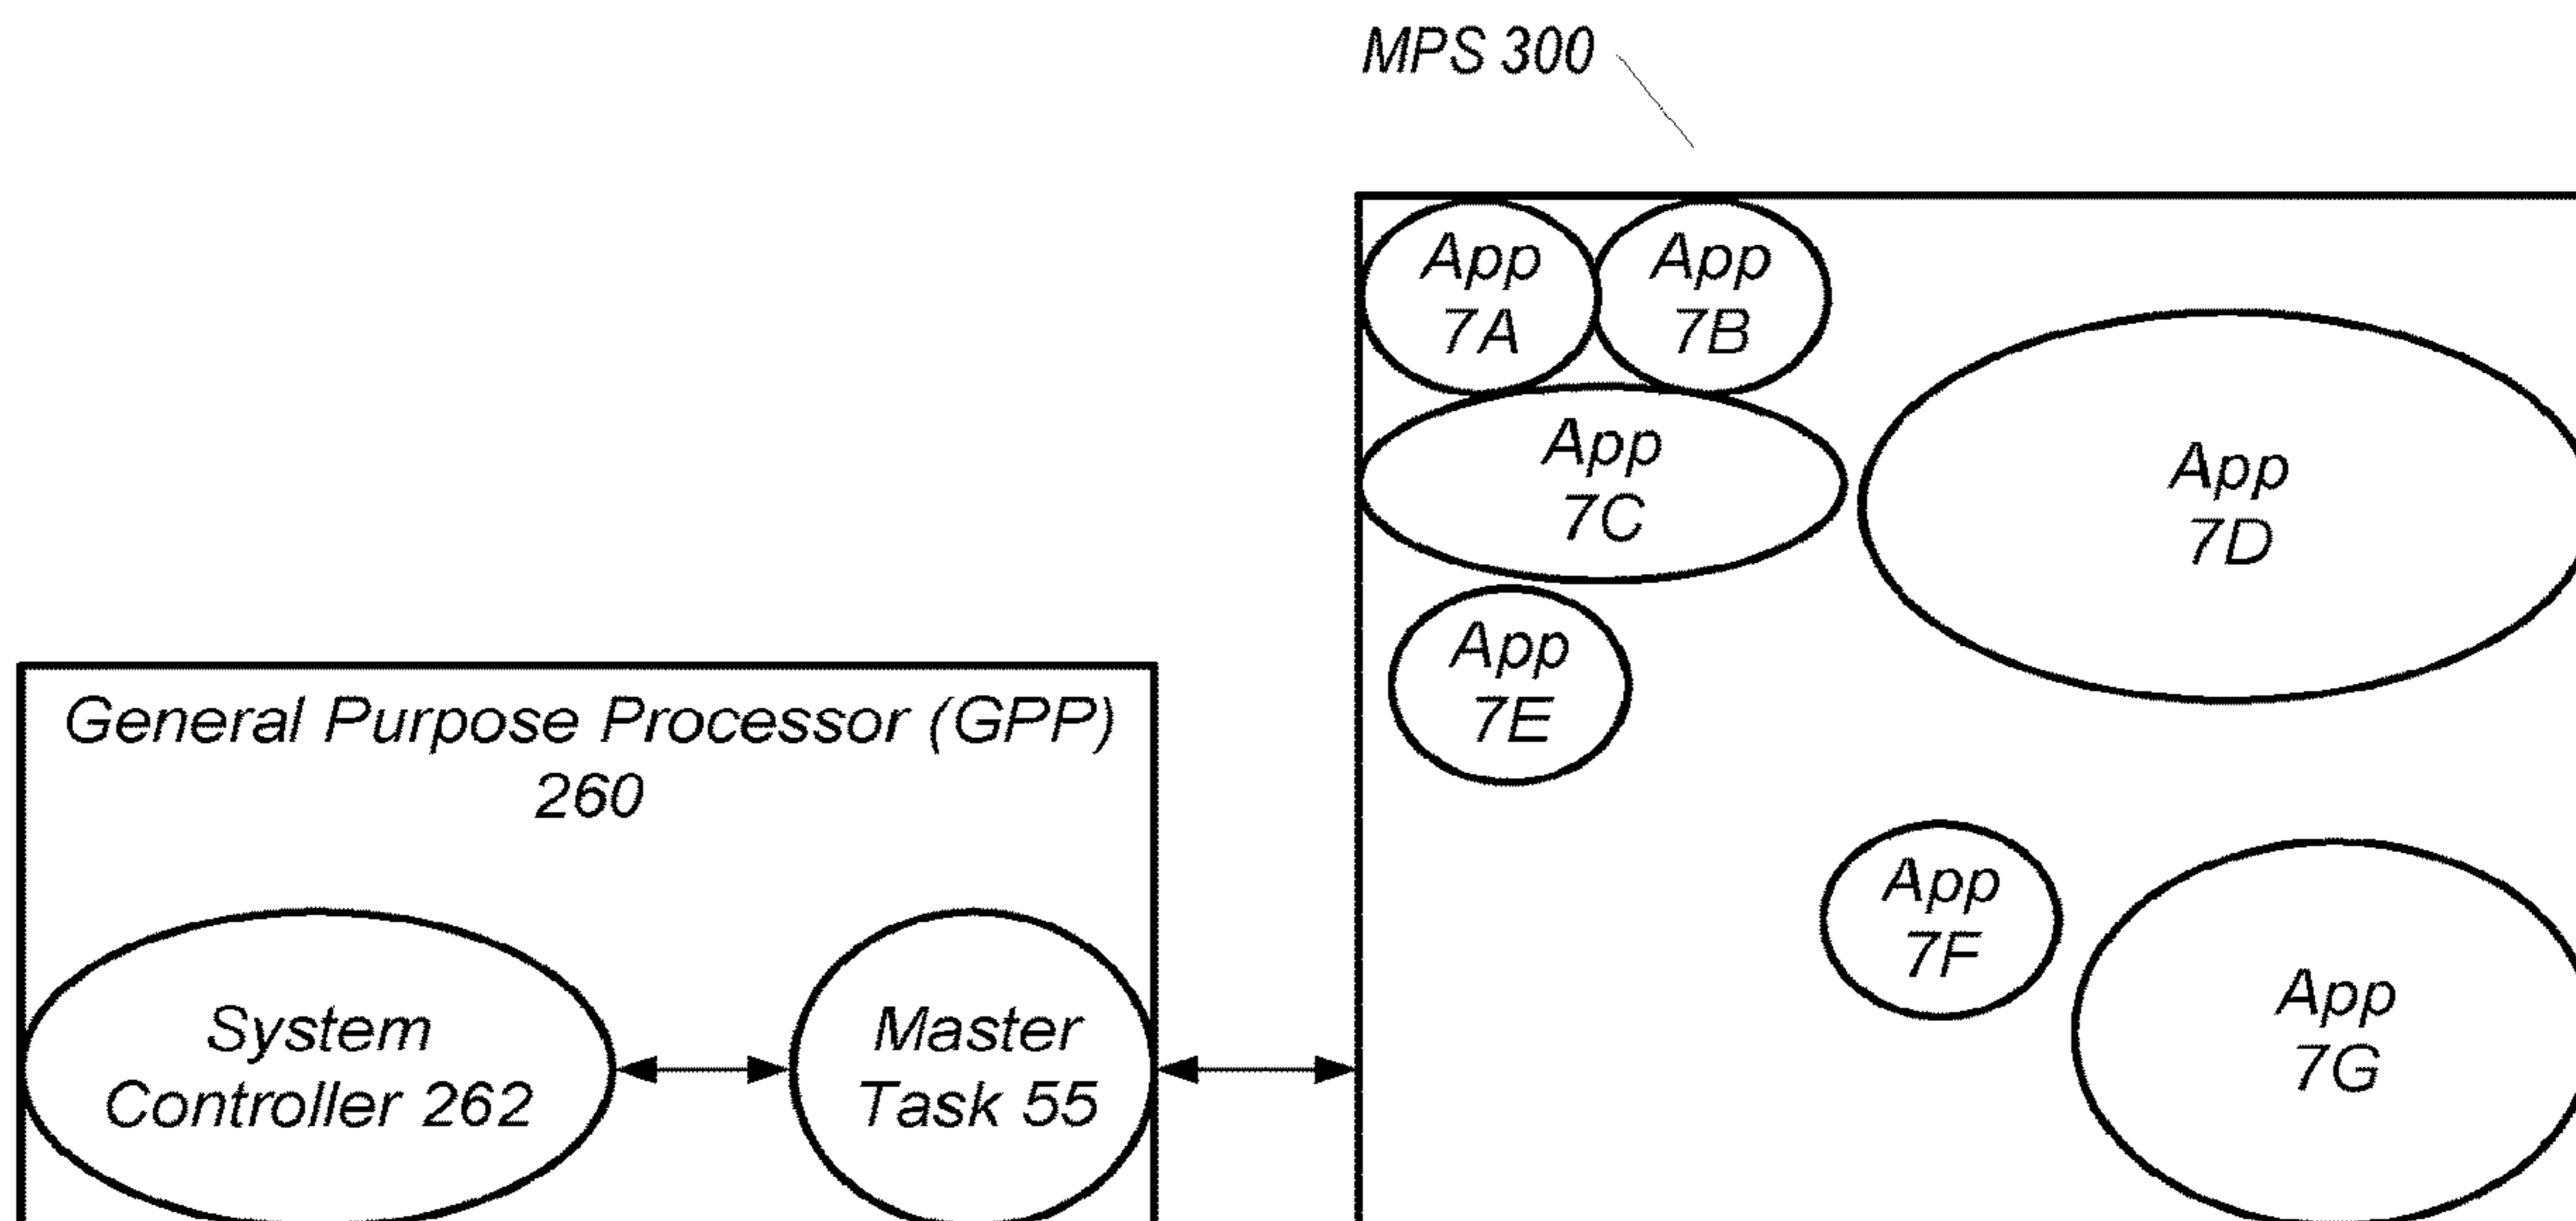 MPS 300
App
7A
App
7B
App
7C
App
7D
App
7E
App
7F
App
7G
General Purpose Processor (GPP)
260
System
Controller 262
Master
Task 55